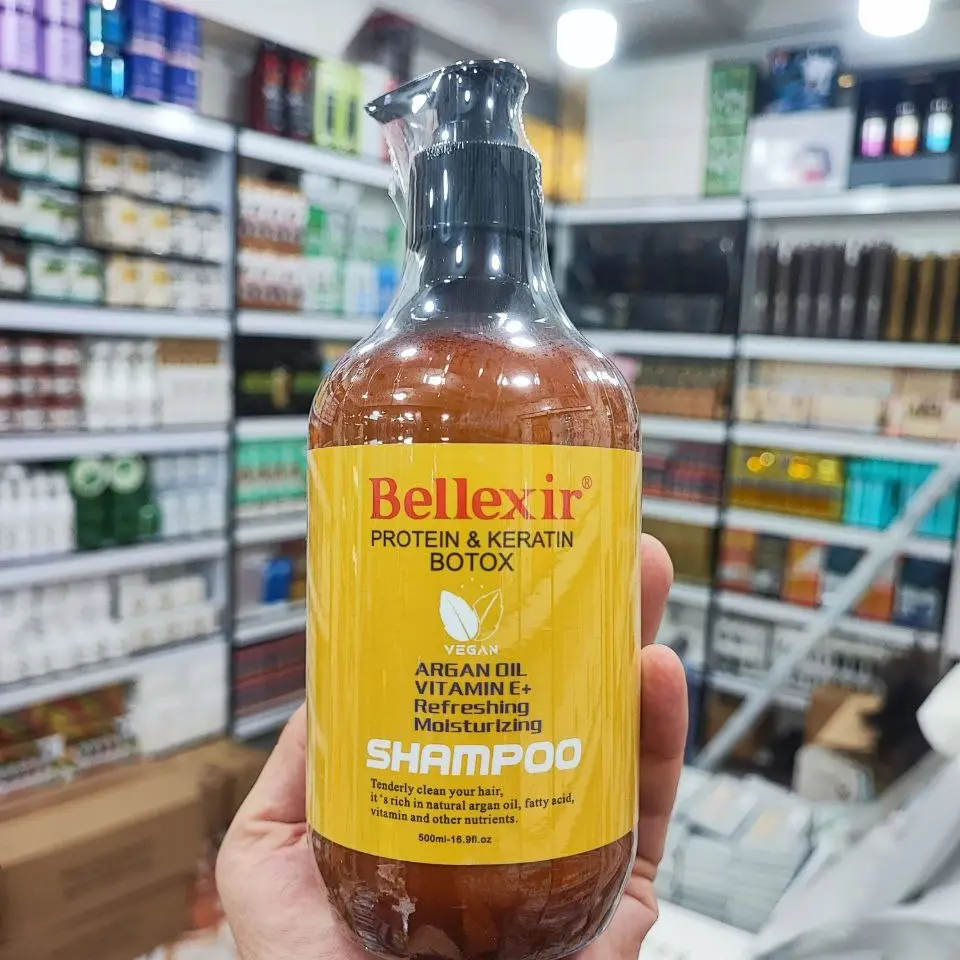 Bellexir®
PROTEIN & KERATIN
BOTOX
VEGAN
ARGAN OIL
VITAMIN E+
Refreshing
Moisturizing
SHAMPOO
Tenderly clean your hair,
it's rich in natural argan oil, fatty acid,
vitamin and other nutrients.
500ml-16.9fl.oz